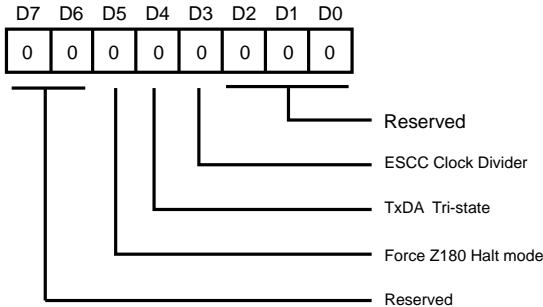 D7 D6 D5 D4 D3 D2 D1 D0
0 0 0 0 0 0 0 0
Reserved
ESCC Clock Divider
TxDA Tri-state
Force Z180 Halt mode
Reserved